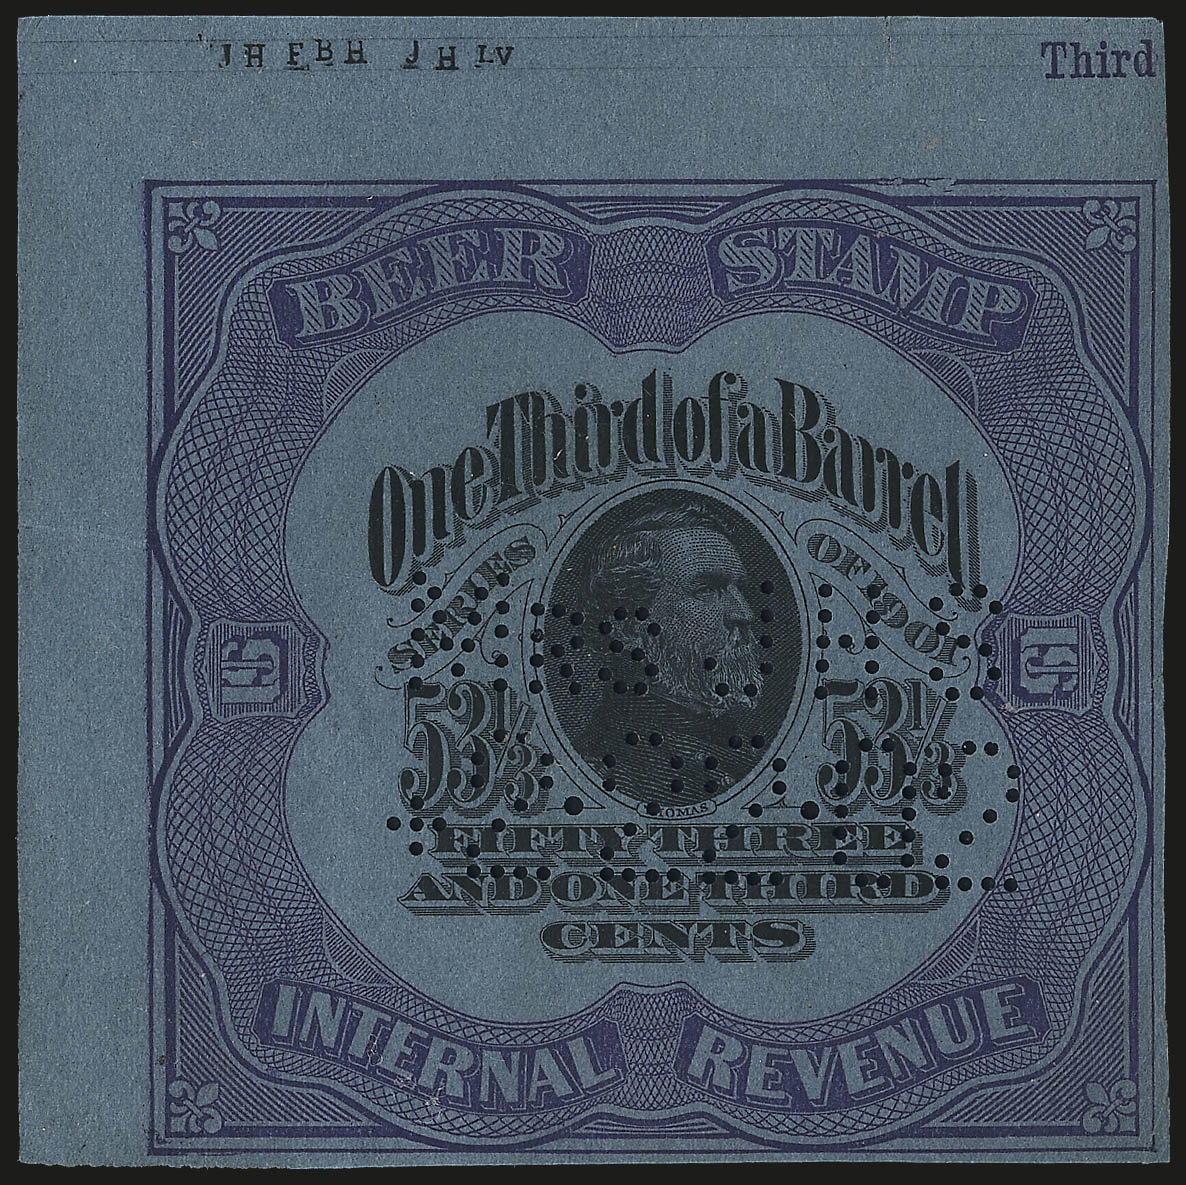 Third
BEER STAMP
One Third of a Barrel
SERIES OF 1901
53⅓ 53⅓
THOMAS
FIFTY THREE
AND ONE THIRD
CENTS
INTERNAL REVENUE